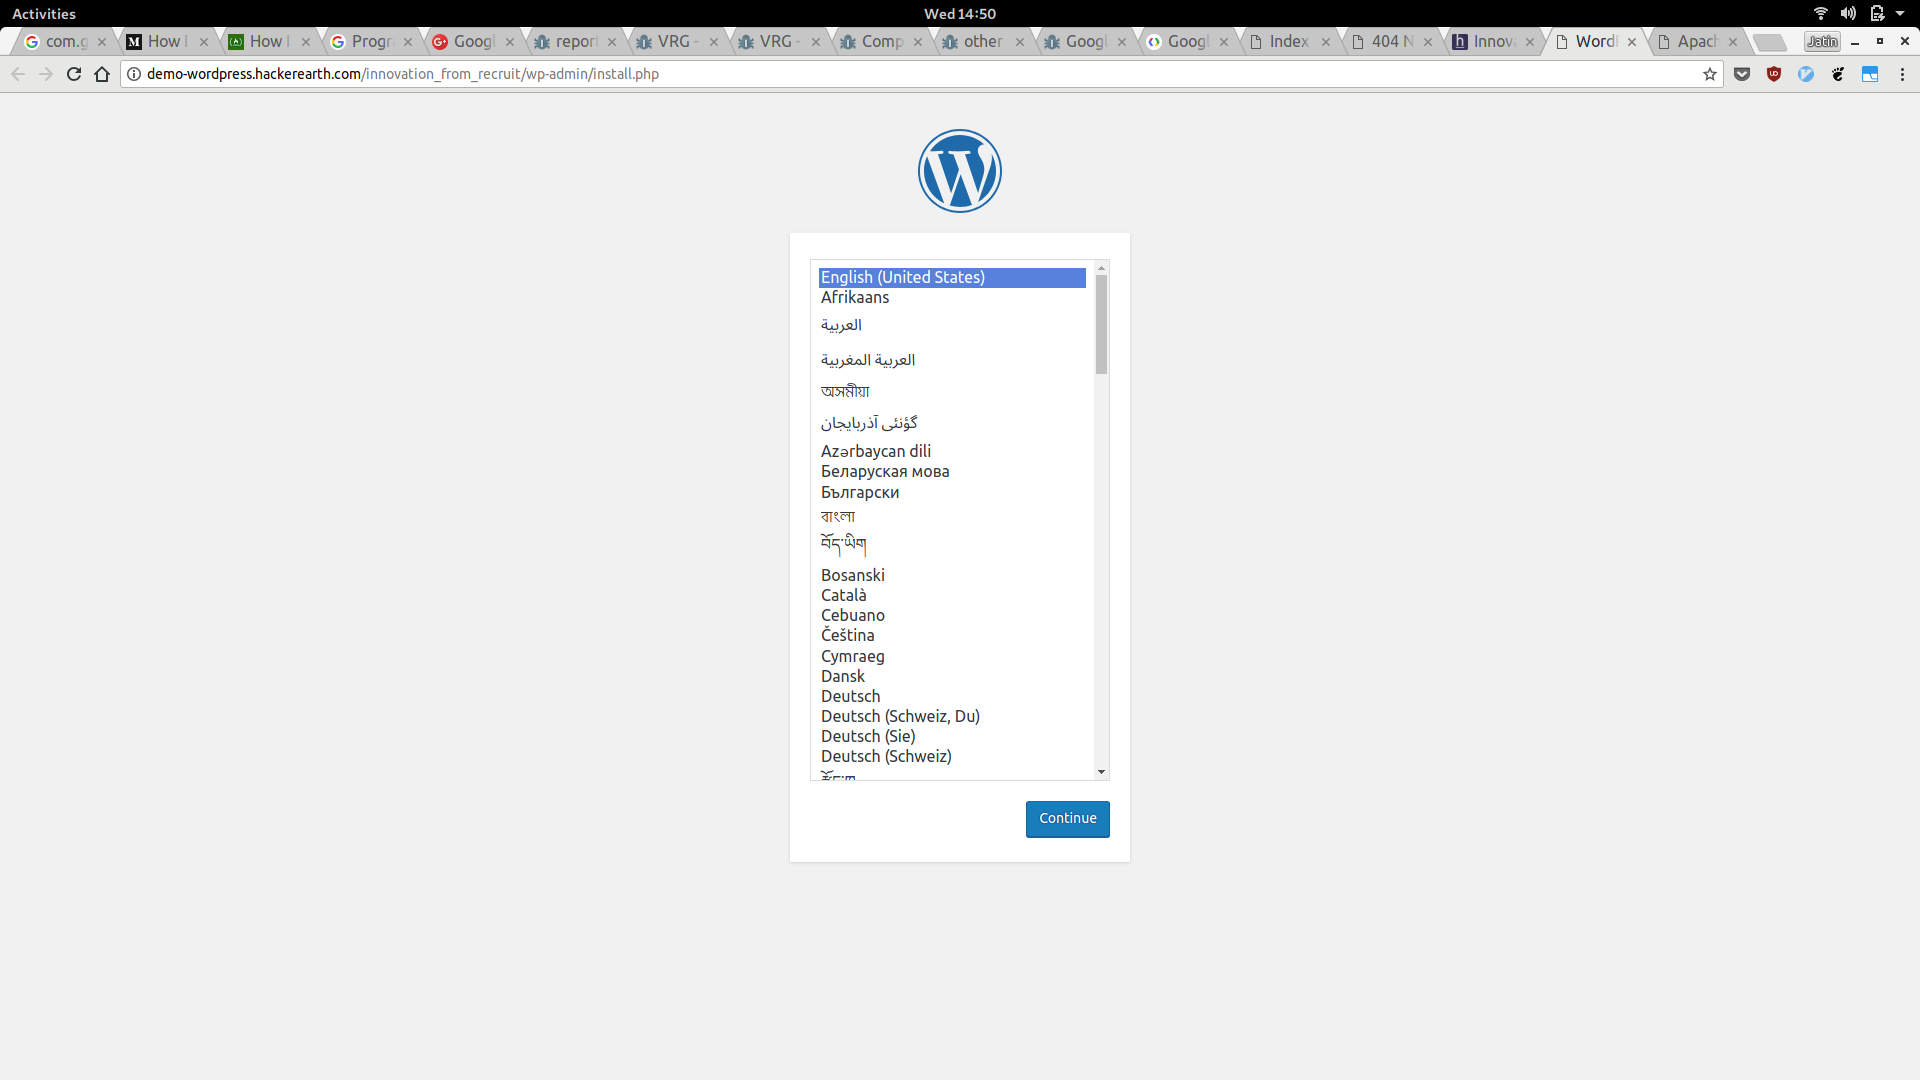 Activities
Wed 14:50
com.g
How I
How I
Progra
Googl
report
VRG -
VRG -
Comp
other
Googl
Googl
Index
404 N
Innova
Word
Apach
Jatin
demo-wordpress.hackerearth.com/innovation_from_recruit/wp-admin/install.php
English (United States)
Afrikaans
العربية
العربية المغربية
অসমীয়া
گؤنئی آذربایجان
Azərbaycan dili
Беларуская мова
Български
বাংলা
བོད་ཡིག
Bosanski
Català
Cebuano
Čeština
Cymraeg
Dansk
Deutsch
Deutsch (Schweiz, Du)
Deutsch (Sie)
Deutsch (Schweiz)
Continue